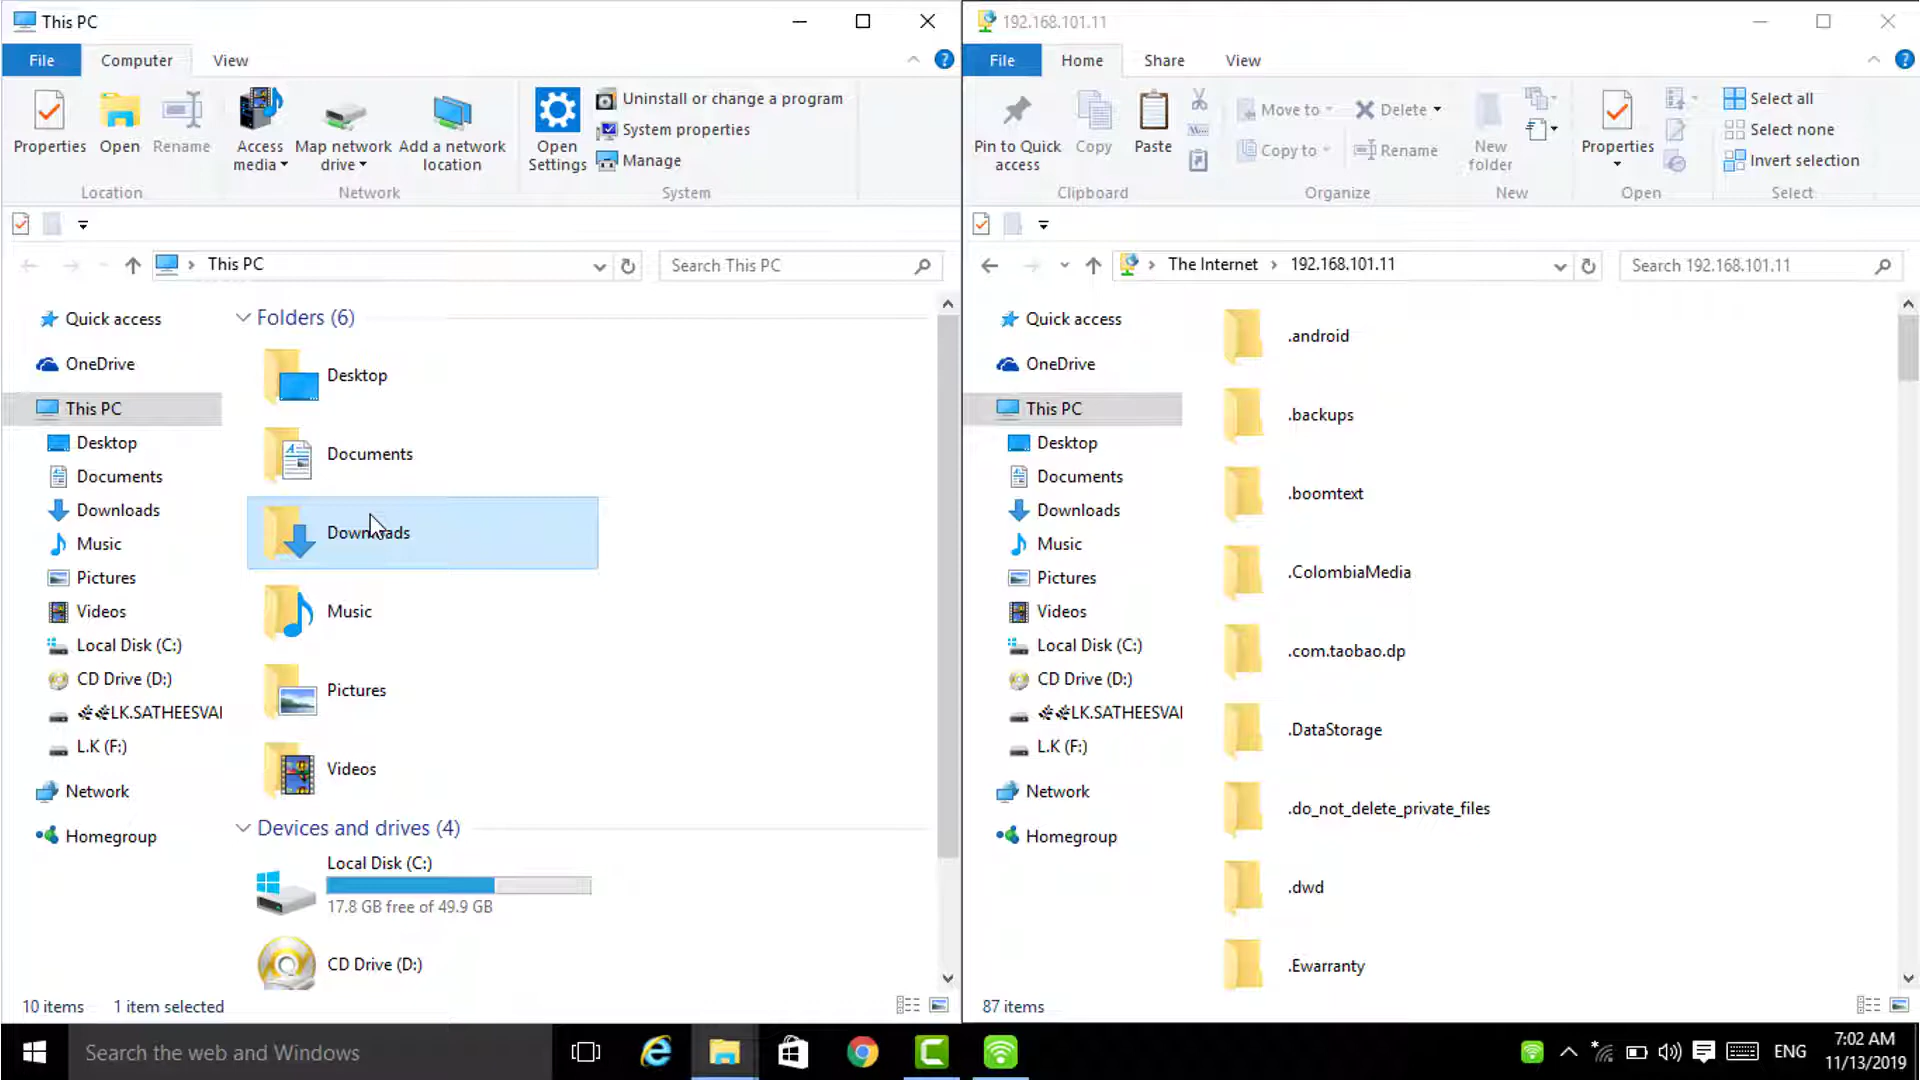 This PC
File Computer View
Properties Open Rename Access media Map network drive Add a network location Open Settings Uninstall or change a program
System properties
Manage
Location Network System
This PC Search This PC
Quick access
OneDrive
This PC
Desktop
Documents
Downloads
Music
Pictures
Videos
Local Disk (C:)
CD Drive (D:)
LK.SATHEESVAI
L.K (F:)
Network
Homegroup
Folders (6)
Desktop
Documents
Downloads
Music
Pictures
Videos
Devices and drives (4)
Local Disk (C:)
17.8 GB free of 49.9 GB
CD Drive (D:)
10 items 1 item selected
192.168.101.11
File Home Share View
Pin to Quick access Copy Paste Move to Copy to Delete Rename New folder Properties Select all
Select none
Invert selection
Clipboard Organize New Open Select
The Internet 192.168.101.11 Search 192.168.101.11
Quick access
OneDrive
This PC
Desktop
Documents
Downloads
Music
Pictures
Videos
Local Disk (C:)
CD Drive (D:)
LK.SATHEESVAI
L.K (F:)
Network
Homegroup
.android
.backups
.boomtext
.ColombiaMedia
.com.taobao.dp
.DataStorage
.do_not_delete_private_files
.dwd
.Ewarranty
87 items
Search the web and Windows
ENG
7:02 AM
11/13/2019